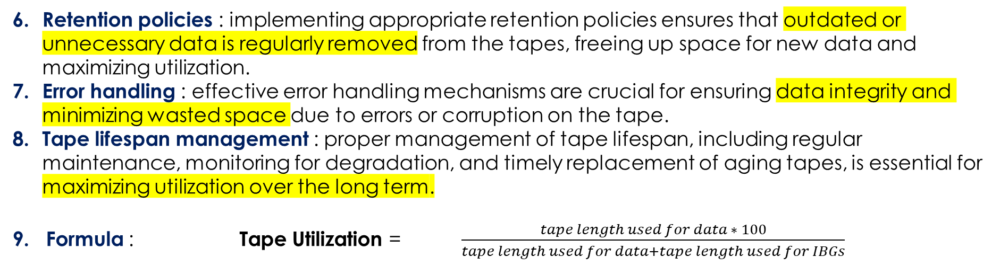 6. Retention policies : implementing appropriate retention policies ensures that outdated or
unnecessary data is regularly removed from the tapes, freeing up space for new data and
maximizing utilization.
7. Error handling : effective error handling mechanisms are crucial for ensuring data integrity and
minimizing wasted space due to errors or corruption on the tape.
8. Tape lifespan management : proper management of tape lifespan, including regular
maintenance, monitoring for degradation, and timely replacement of aging tapes, is essential for
maximizing utilization over the long term.
tape length used for data * 100
9. Formula : Tape Utilization =
tape length used for data+tape length used for IBGs